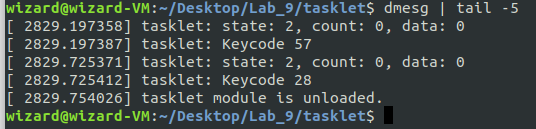 wizard@wizard-VM:~/Desktop/Lab_9/tasklet$ dmesg | tail -5
[ 2829.197358] tasklet: state: 2, count: 0, data: 0
[ 2829.197387] tasklet: Keycode 57
[ 2829.725371] tasklet: state: 2, count: 0, data: 0
[ 2829.725412] tasklet: Keycode 28
[ 2829.754026] tasklet module is unloaded.
wizard@wizard-VM:~/Desktop/Lab_9/tasklet$